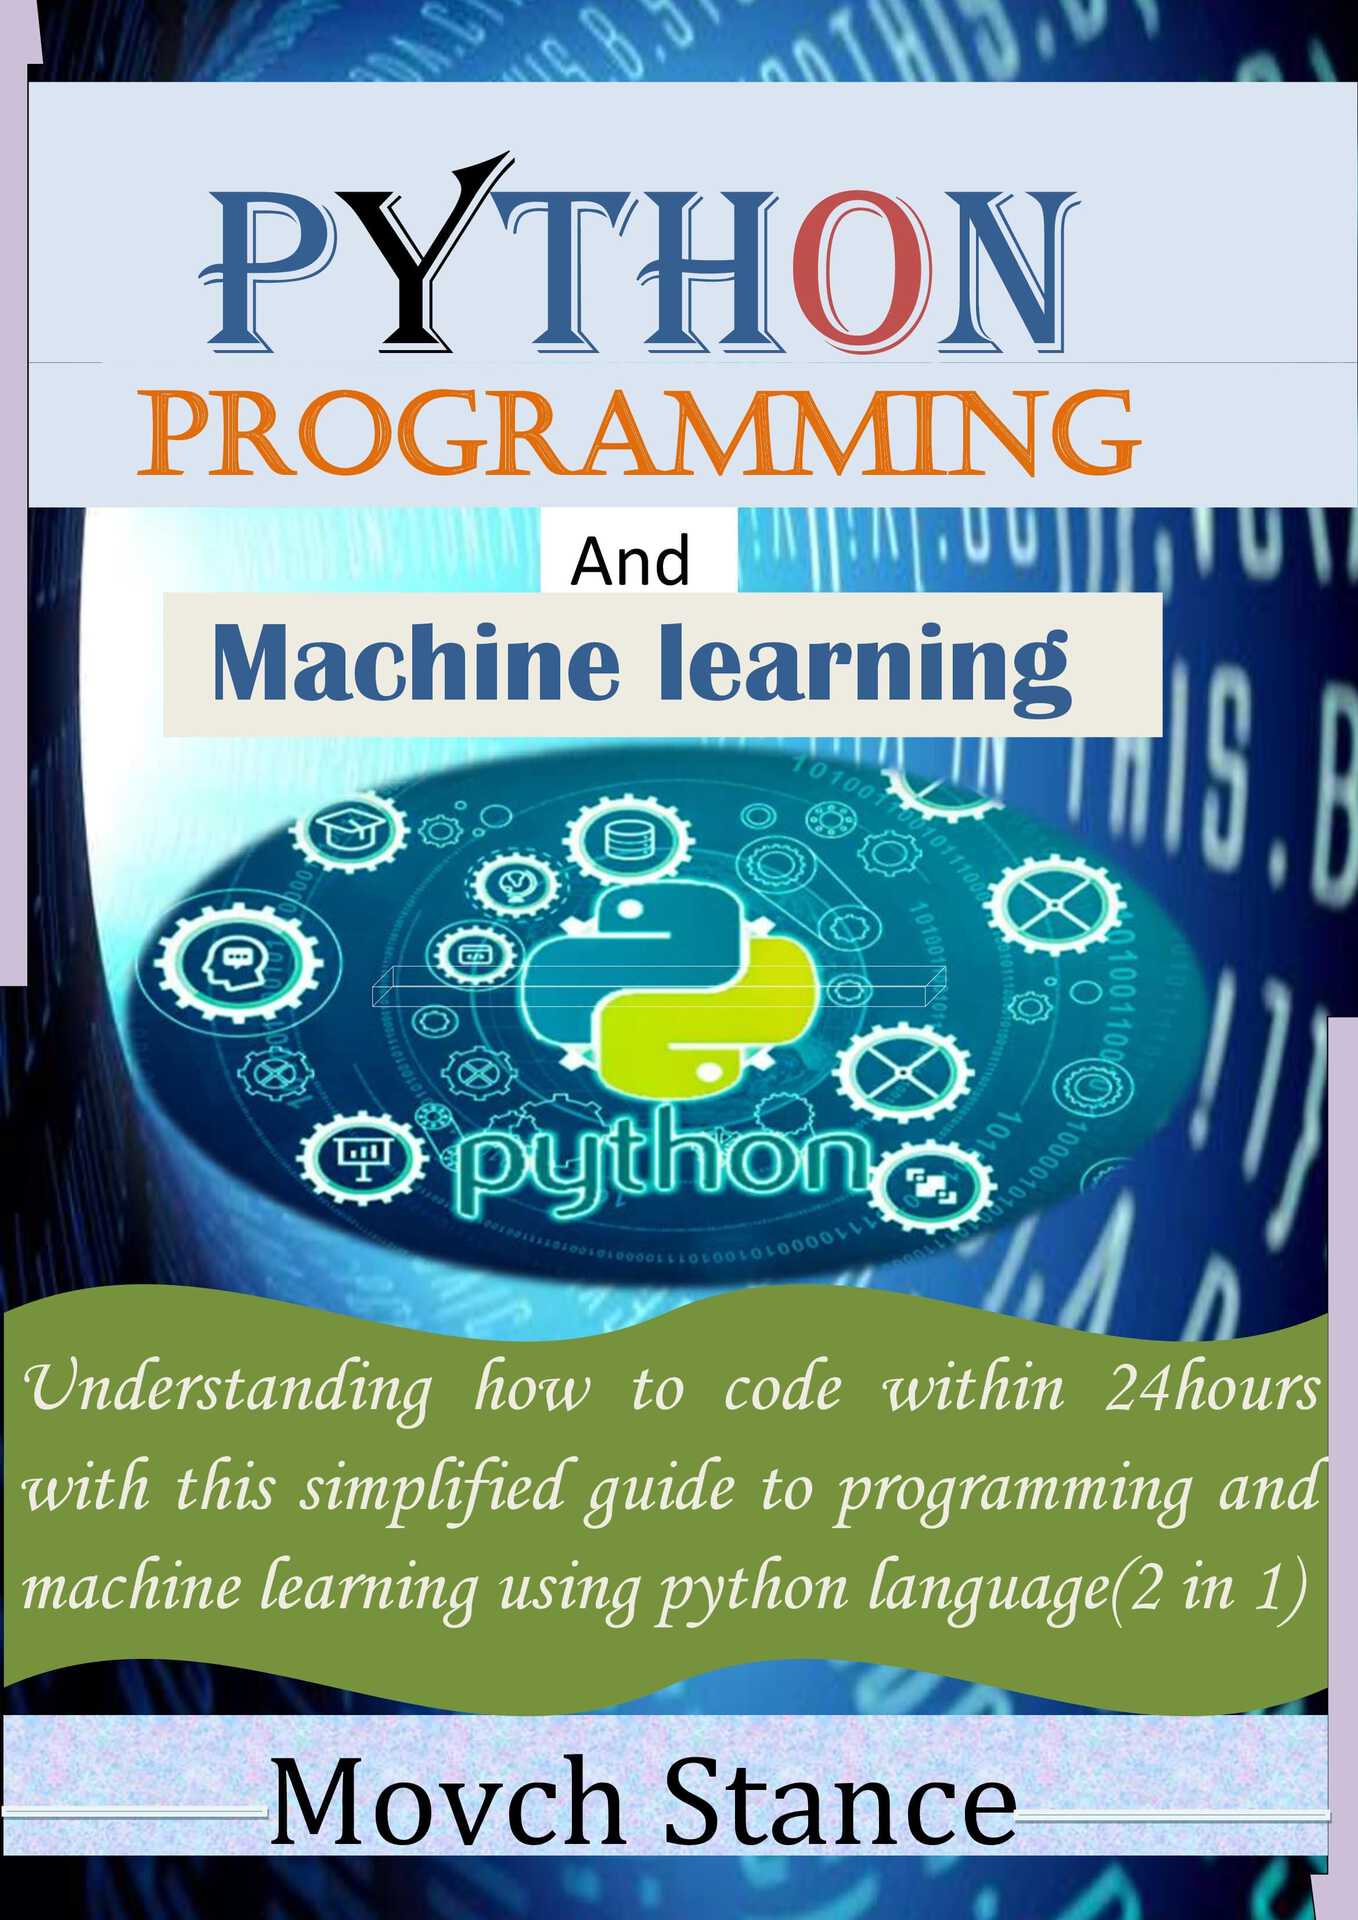 PYTHON
PROGRAMMING
And
Machine learning
python
Understanding how to code within 24hours
with this simplified guide to programming and
machine learning using python language(2 in 1)
Movch Stance